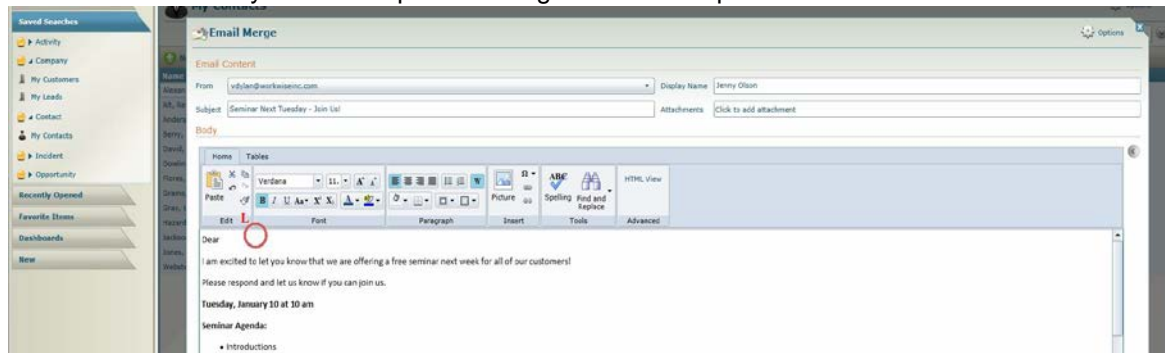 My Contacts
Saved Searches
Activity
Company
My Customers
My Leads
Contact
My Contacts
Incident
Opportunity
Recently Opened
Favorite Items
Dashboards
New
Email Merge
Options
Email Content
From vdylan@workwiseinc.com Display Name Jenny Olson
Subject Seminar Next Tuesday - Join Us! Attachments Click to add attachment
Body
Home Tables
Verdana 11.
Paste Picture Spelling Find and Replace HTML View
Edit Font Paragraph Insert Tools Advanced
L
Dear
I am excited to let you know that we are offering a free seminar next week for all of our customers!
Please respond and let us know if you can join us.
Tuesday, January 10 at 10 am
Seminar Agenda:
• Introductions